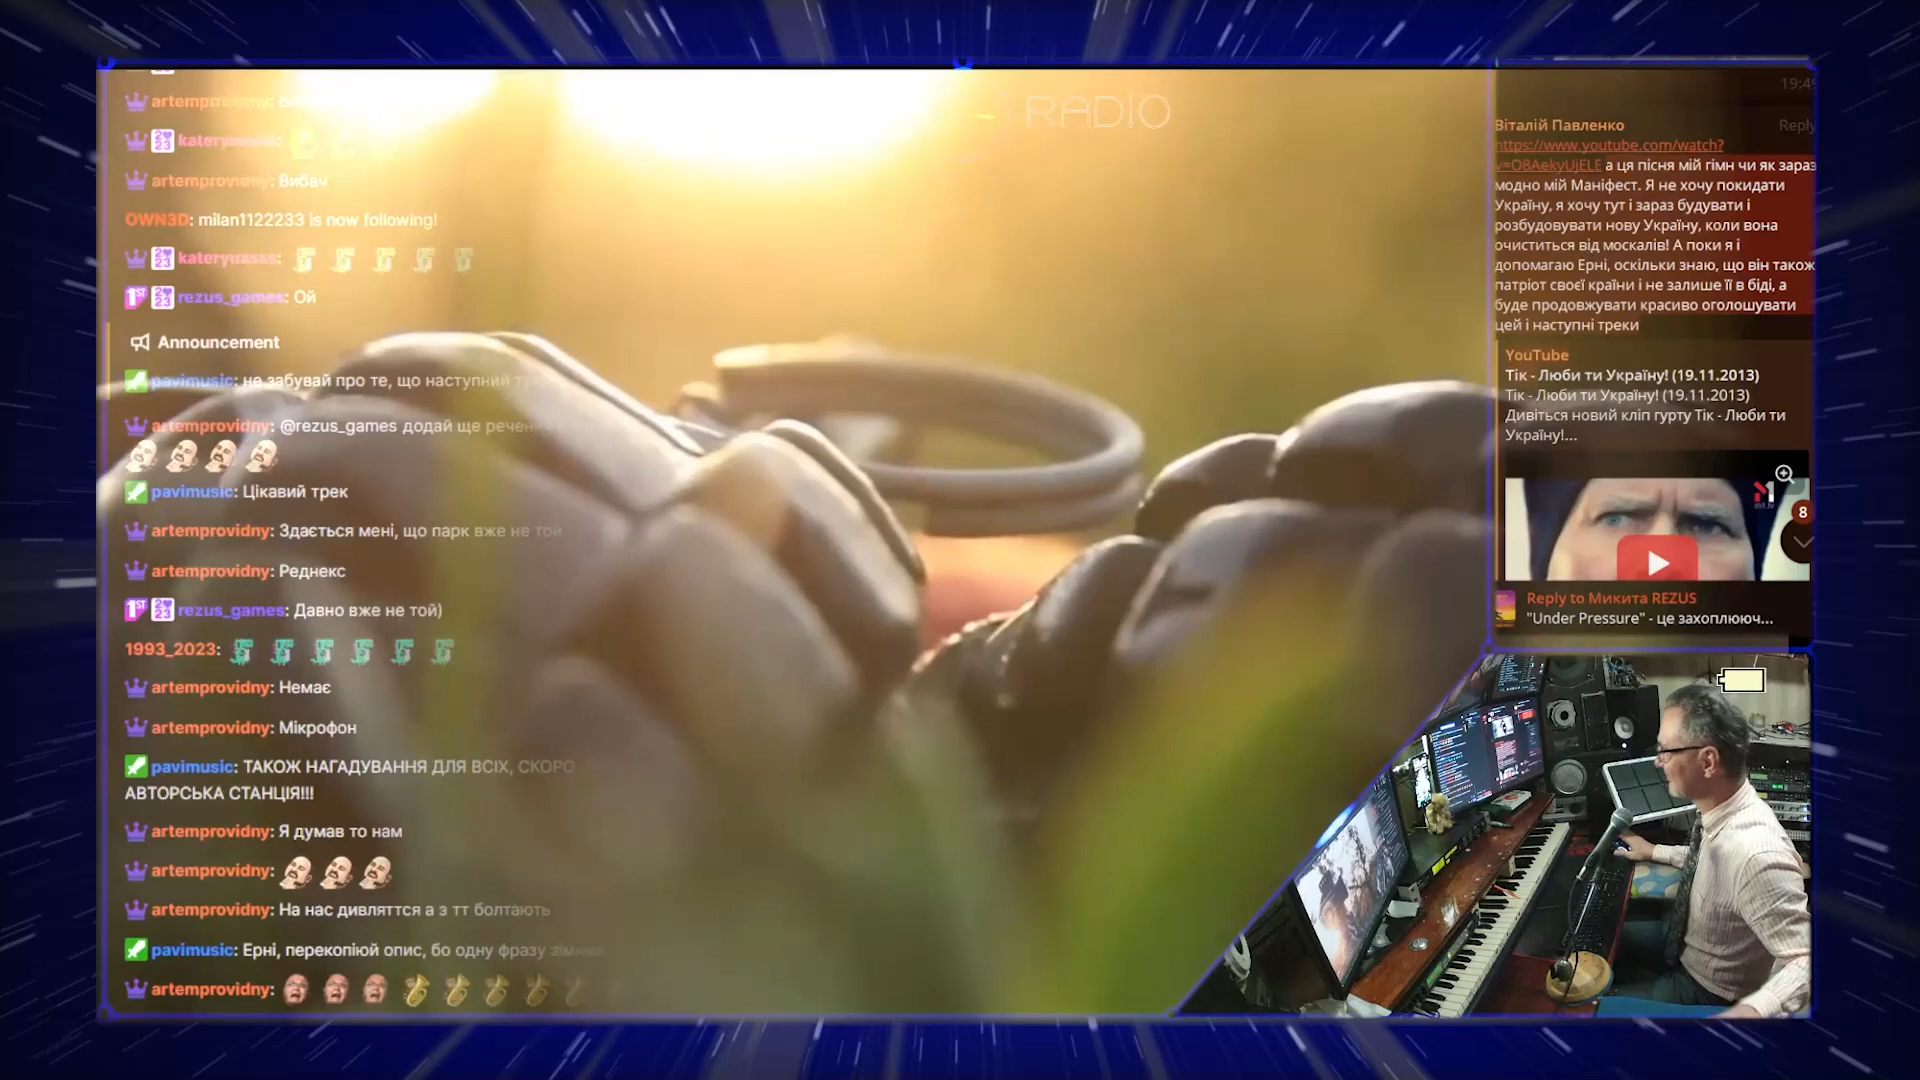 RADIO
artemprovidny:
katerynasss:
artemprovidny: Вибач
OWN3D: milan1122233 is now following!
katerynasss:
rezus_games: Ой
Announcement
pavimusic: не забувай про те, що наступний
artemprovidny: @rezus_games додай ще
pavimusic: Цікавий трек
artemprovidny: Здається мені, що парк вже не той
artemprovidny: Реднекс
rezus_games: Давно вже не той)
1993_2023:
artemprovidny: Немає
artemprovidny: Мікрофон
pavimusic: ТАКОЖ НАГАДУВАННЯ ДЛЯ ВСІХ, СКОРО
АВТОРСЬКА СТАНЦІЯ!!!
artemprovidny: Я думав то нам
artemprovidny:
artemprovidny: На нас дивляттся а з тт болтають
pavimusic: Ерні, перекопіюй опис, бо одну фразу
artemprovidny:
Віталій Павленко
Reply
https://www.youtube.com/watch?
v=O8AekyUjELE а ця пісня мій гімн чи як зараз
модно мій Маніфест. Я не хочу покидати
Україну, я хочу тут і зараз будувати і
розбудовувати нову Україну, коли вона
очиститься від москалів! А поки я і
допомагаю Ерні, оскільки знаю, що він також
патріот своєї країни і не залише її в біді, а
буде продовжувати красиво оголошувати
цей і наступні треки
YouTube
Тік - Люби ти Україну! (19.11.2013)
Тік - Люби ти Україну! (19.11.2013)
Дивіться новий кліп гурту Тік - Люби ти
Україну!...
8
Reply to Микита REZUS
"Under Pressure" - це захоплююч...